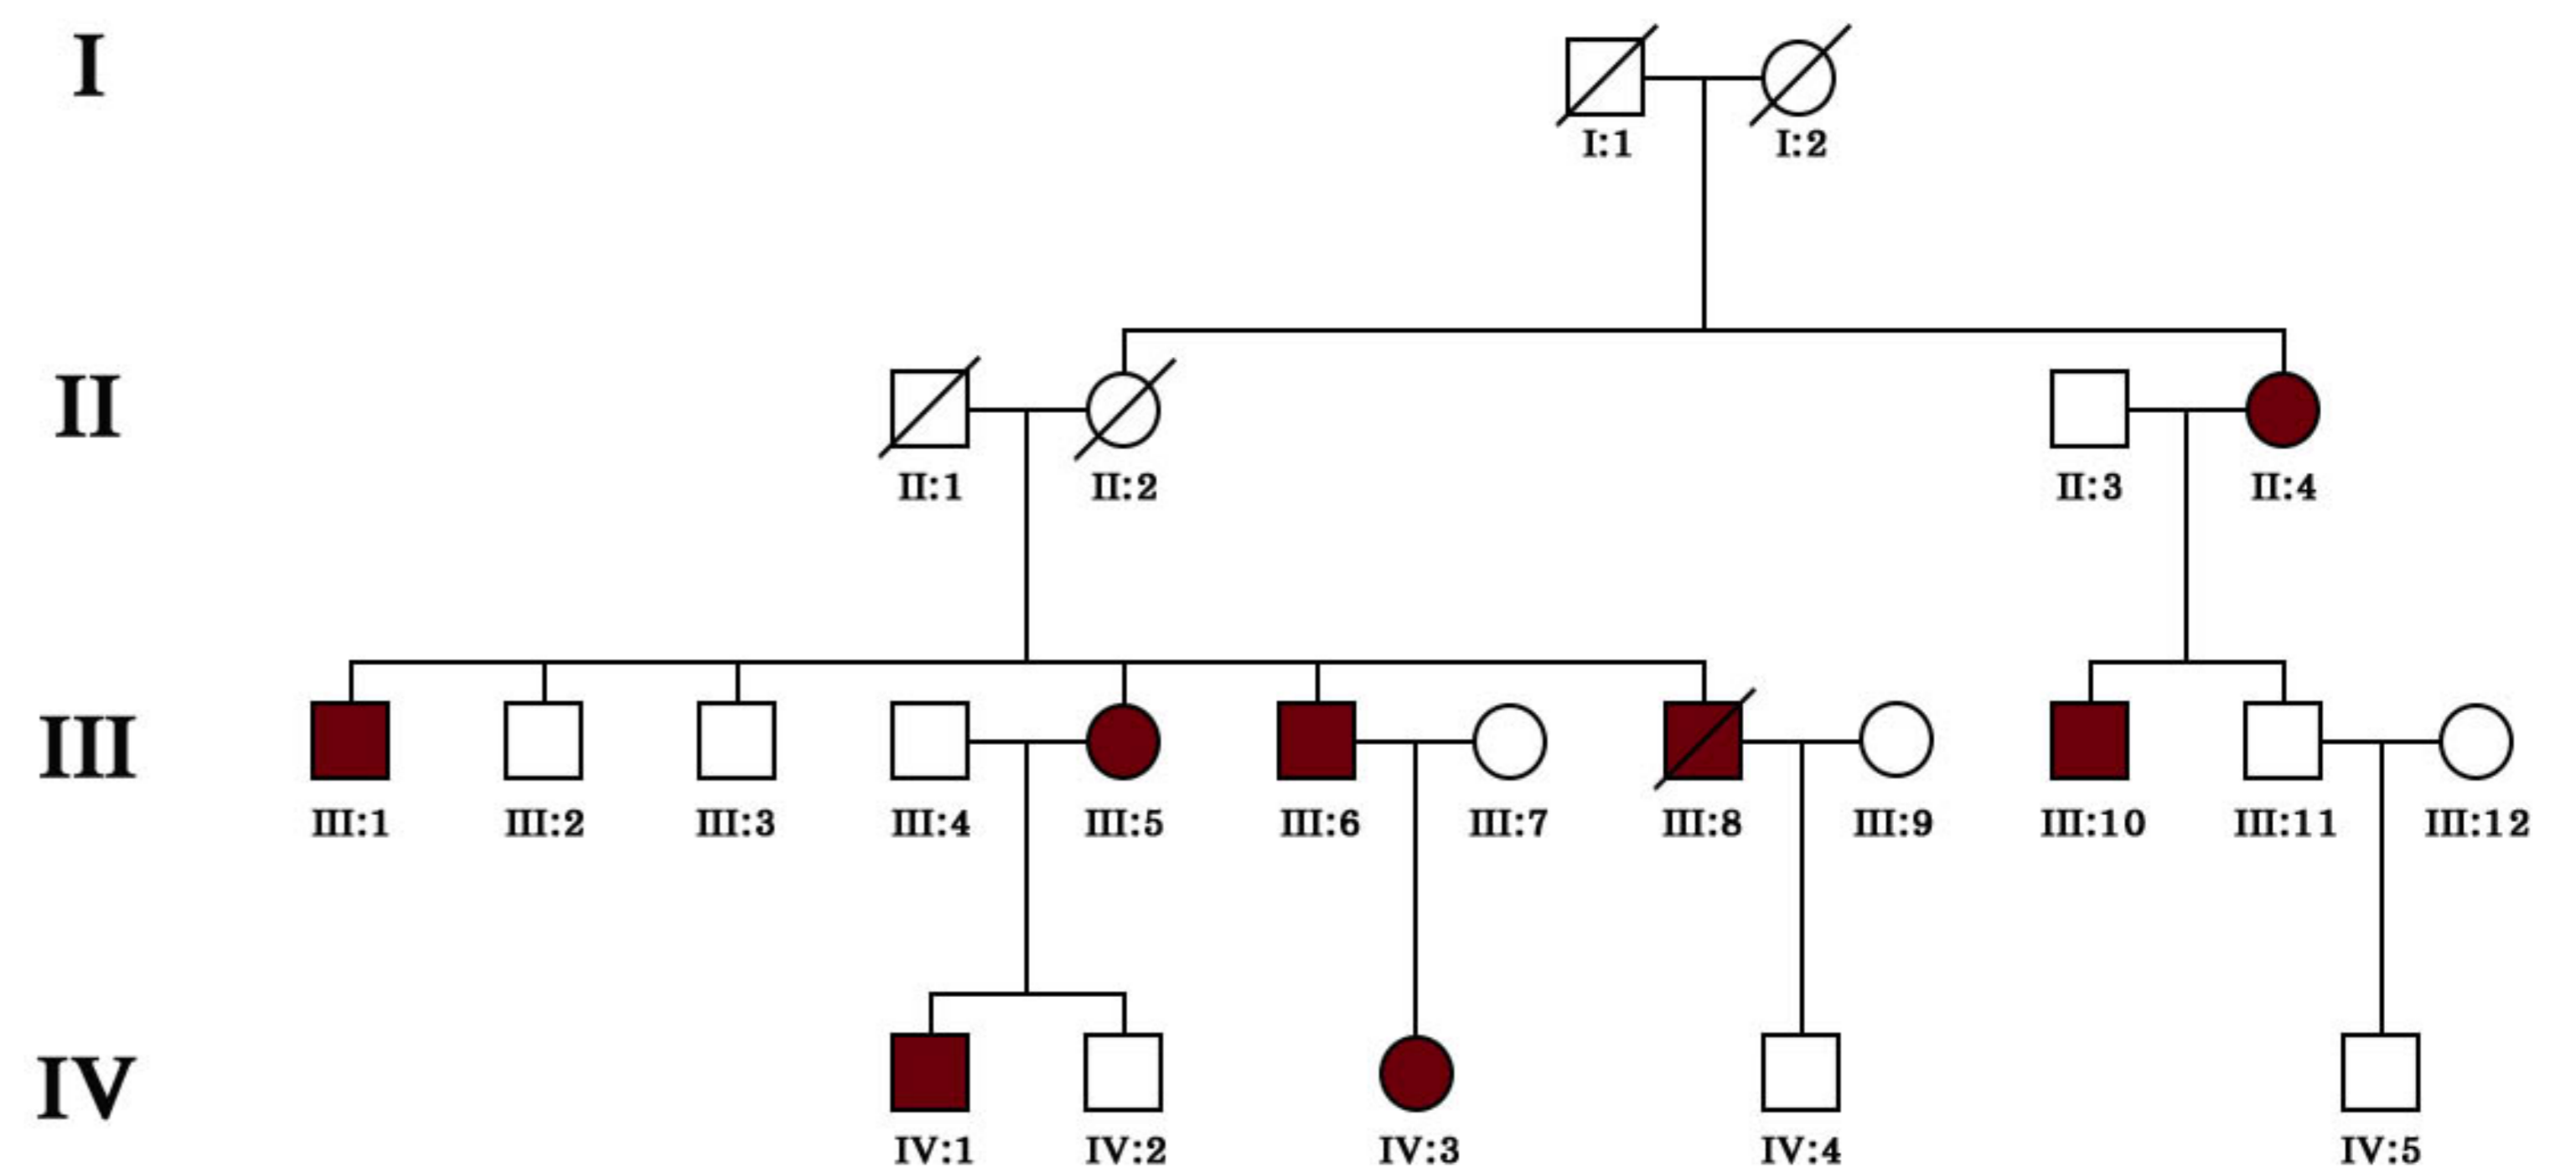 I
I:1 I:2
II
II:1 II:2 II:3 II:4
III
III:1 III:2 III:3 III:4 III:5 III:6 III:7 III:8 III:9 III:10 III:11 III:12
IV
IV:1 IV:2 IV:3 IV:4 IV:5